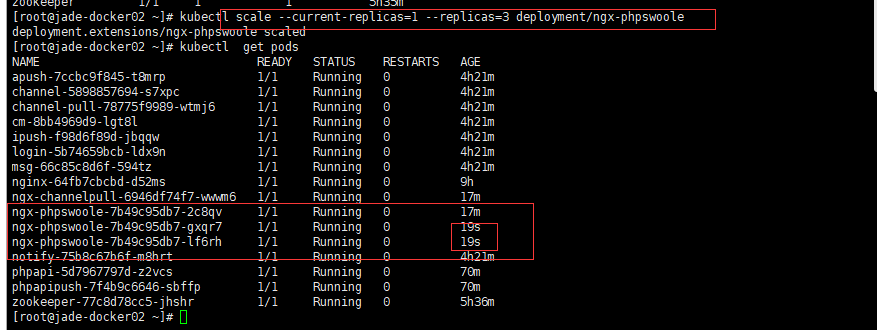 zookeeper 1/1 1 1 5h35m
[root@jade-docker02 ~]# kubectl scale --current-replicas=1 --replicas=3 deployment/ngx-phpswoole
deployment.extensions/ngx-phpswoole scaled
[root@jade-docker02 ~]# kubectl  get pods
NAME READY STATUS RESTARTS AGE
apush-7ccbc9f845-t8mrp 1/1 Running 0 4h21m
channel-5898857694-s7xpc 1/1 Running 0 4h21m
channel-pull-78775f9989-wtmj6 1/1 Running 0 4h21m
cm-8bb4969d9-lgt8l 1/1 Running 0 4h21m
ipush-f98d6f89d-jbqqw 1/1 Running 0 4h21m
login-5b74659bcb-ldx9n 1/1 Running 0 4h21m
msg-66c85c8d6f-594tz 1/1 Running 0 4h21m
nginx-64fb7cbcbd-d52ms 1/1 Running 0 9h
ngx-channelpull-6946df74f7-wwwm6 1/1 Running 0 17m
ngx-phpswoole-7b49c95db7-2c8qv 1/1 Running 0 17m
ngx-phpswoole-7b49c95db7-gxqr7 1/1 Running 0 19s
ngx-phpswoole-7b49c95db7-lf6rh 1/1 Running 0 19s
notify-75b8c67b6f-m8hrt 1/1 Running 0 4h21m
phpapi-5d7967797d-z2vcs 1/1 Running 0 70m
phpapipush-7f4b9c6646-sbffp 1/1 Running 0 70m
zookeeper-77c8d78cc5-jhshr 1/1 Running 0 5h36m
[root@jade-docker02 ~]#